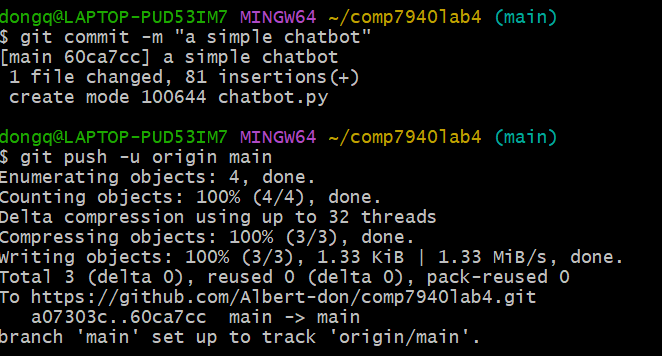 dongq@LAPTOP-PUD53IM7 MINGW64 ~/comp7940lab4 (main)
$ git commit -m "a simple chatbot"
[main 60ca7cc] a simple chatbot
 1 file changed, 81 insertions(+)
 create mode 100644 chatbot.py

dongq@LAPTOP-PUD53IM7 MINGW64 ~/comp7940lab4 (main)
$ git push -u origin main
Enumerating objects: 4, done.
Counting objects: 100% (4/4), done.
Delta compression using up to 32 threads
Compressing objects: 100% (3/3), done.
Writing objects: 100% (3/3), 1.33 KiB | 1.33 MiB/s, done.
Total 3 (delta 0), reused 0 (delta 0), pack-reused 0
To https://github.com/Albert-don/comp7940lab4.git
   a07303c..60ca7cc  main -> main
branch 'main' set up to track 'origin/main'.